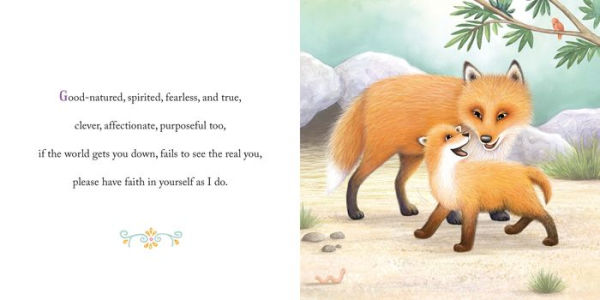 Good-natured, spirited, fearless, and true,
clever, affectionate, purposeful too,
if the world gets you down, fails to see the real you,
please have faith in yourself as I do.